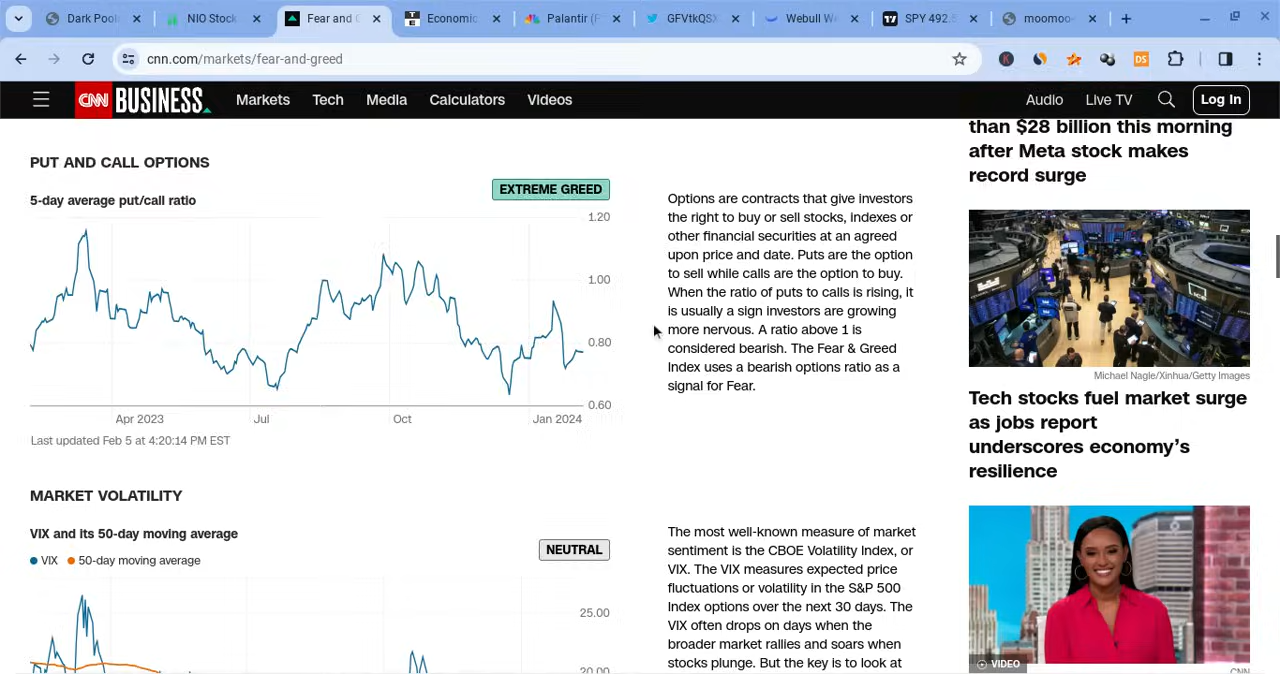 Dark Pool
NIO Stock
Fear and G
Economic
Palantir (P
GFVtkQSX
Webull We
SPY 492.5
moomoo
cnn.com/markets/fear-and-greed
K
DS
CNN BUSINESS
Markets
Tech
Media
Calculators
Videos
Audio
Live TV
Log In
PUT AND CALL OPTIONS
5-day average put/call ratio
EXTREME GREED
1.20
1.00
0.80
0.60
Apr 2023
Jul
Oct
Jan 2024
Last updated Feb 5 at 4:20:14 PM EST
Options are contracts that give investors
the right to buy or sell stocks, indexes or
other financial securities at an agreed
upon price and date. Puts are the option
to sell while calls are the option to buy.
When the ratio of puts to calls is rising, it
is usually a sign investors are growing
more nervous. A ratio above 1 is
considered bearish. The Fear & Greed
Index uses a bearish options ratio as a
signal for Fear.
MARKET VOLATILITY
VIX and its 50-day moving average
VIX
50-day moving average
NEUTRAL
25.00
20.00
The most well-known measure of market
sentiment is the CBOE Volatility Index, or
VIX. The VIX measures expected price
fluctuations or volatility in the S&P 500
Index options over the next 30 days. The
VIX often drops on days when the
broader market rallies and soars when
stocks plunge. But the key is to look at
than $28 billion this morning
after Meta stock makes
record surge
Michael Nagle/Xinhua/Getty Images
Tech stocks fuel market surge
as jobs report
underscores economy's
resilience
VIDEO
CNN